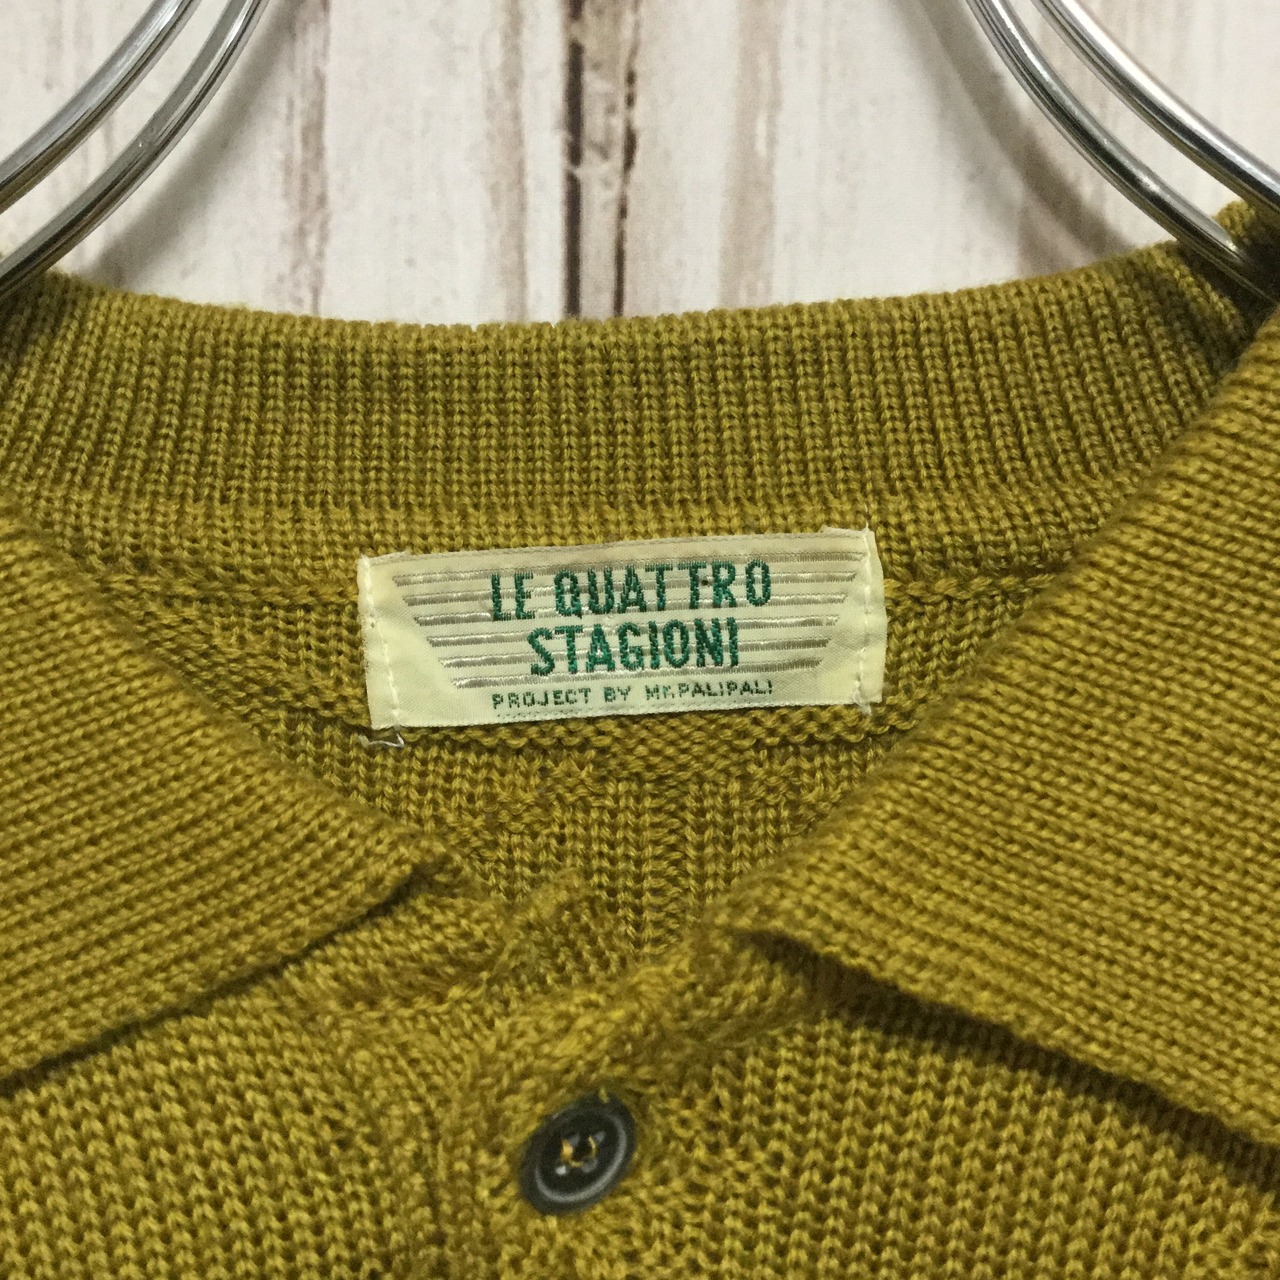 LE QUATTRO
STAGIONI
PROJECT BY MR.PALIPALI